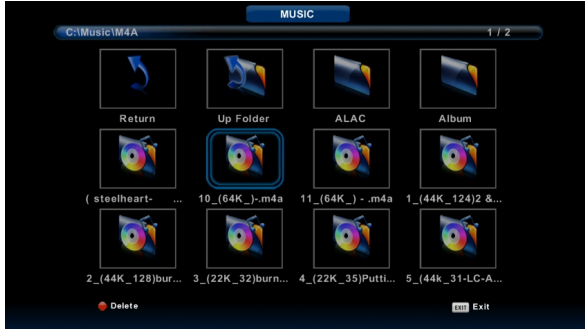 MUSIC
C:\Music\M4A 1 / 2
Return Up Folder ALAC Album
( steelheart- ... 10_(64K_)-.m4a 11_(64K_) - .m4a 1_(44K_124)2 &...
2_(44K_128)bur... 3_(22K_32)burn... 4_(22K_35)Putti... 5_(44k_31-LC-A...
Delete EXIT Exit